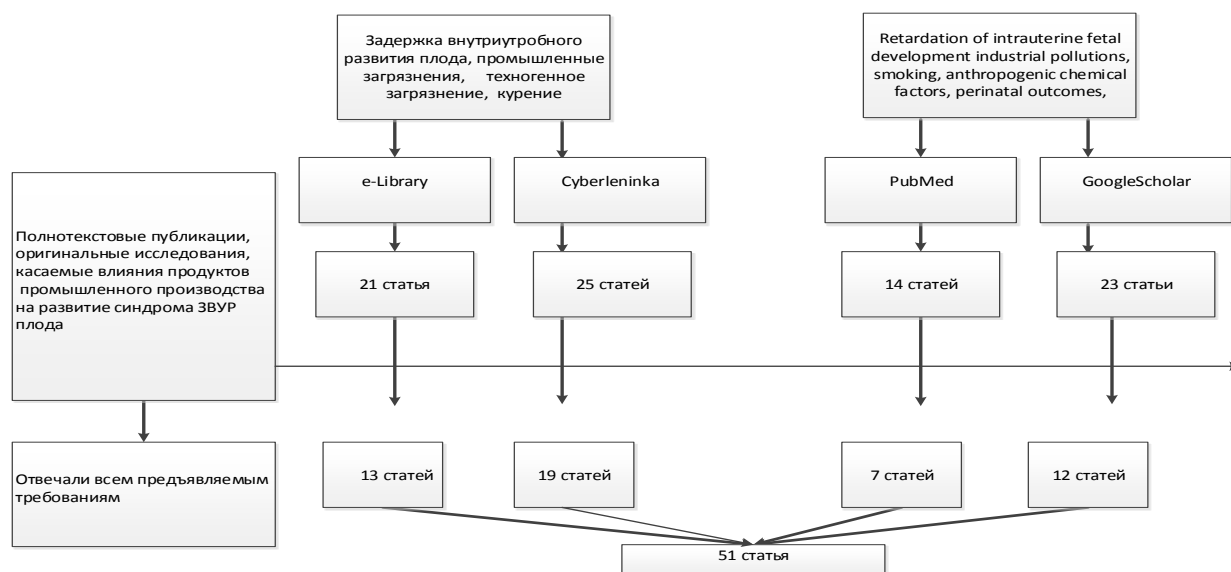 Задержка внутриутробного
развития плода, промышленные
загрязнения, техногенное
загрязнение, курение
Retardation of intrauterine fetal
development industrial pollutions,
smoking, anthropogenic chemical
factors, perinatal outcomes,
e-Library
Cyberleninka
PubMed
GoogleScholar
Полнотекстовые публикации,
оригинальные исследования,
касаемые влияния продуктов
промышленного производства
на развитие синдрома ЗВУР
плода
21 статья
25 статей
14 статей
23 статьи
Отвечали всем предъявляемым
требованиям
13 статей
19 статей
7 статей
12 статей
51 статья